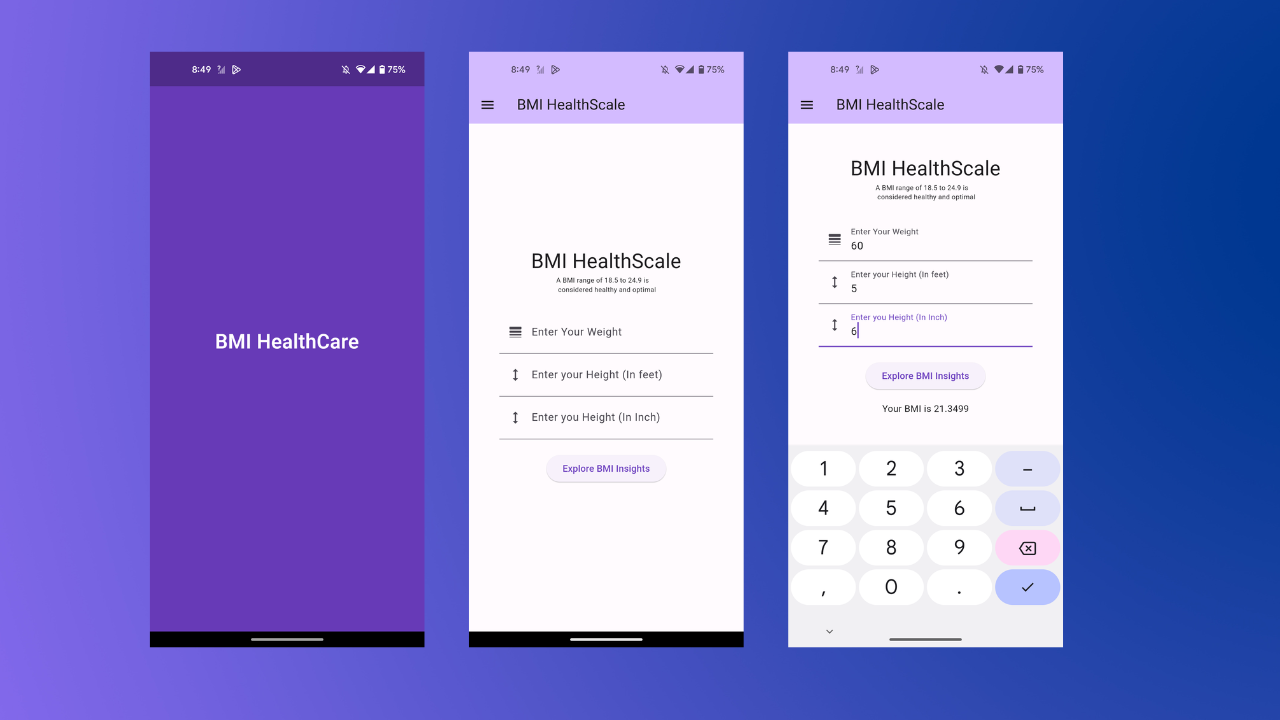 8:49
75%
BMI HealthCare
8:49
75%
BMI HealthScale
BMI HealthScale
A BMI range of 18.5 to 24.9 is
considered healthy and optimal
Enter Your Weight
Enter your Height (In feet)
Enter you Height (In Inch)
Explore BMI Insights
8:49
75%
BMI HealthScale
BMI HealthScale
A BMI range of 18.5 to 24.9 is
considered healthy and optimal
Enter Your Weight
60
Enter your Height (In feet)
5
Enter you Height (In Inch)
6
Explore BMI Insights
Your BMI is 21.3499
1 2 3 –
4 5 6
7 8 9
, 0 .